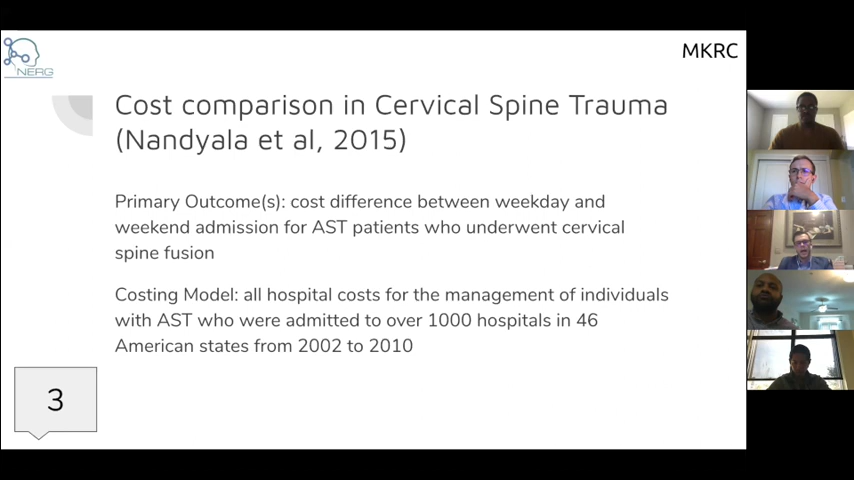 NERG
MKRC
Cost comparison in Cervical Spine Trauma
(Nandyala et al, 2015)
Primary Outcome(s): cost difference between weekday and
weekend admission for AST patients who underwent cervical
spine fusion
Costing Model: all hospital costs for the management of individuals
with AST who were admitted to over 1000 hospitals in 46
American states from 2002 to 2010
3